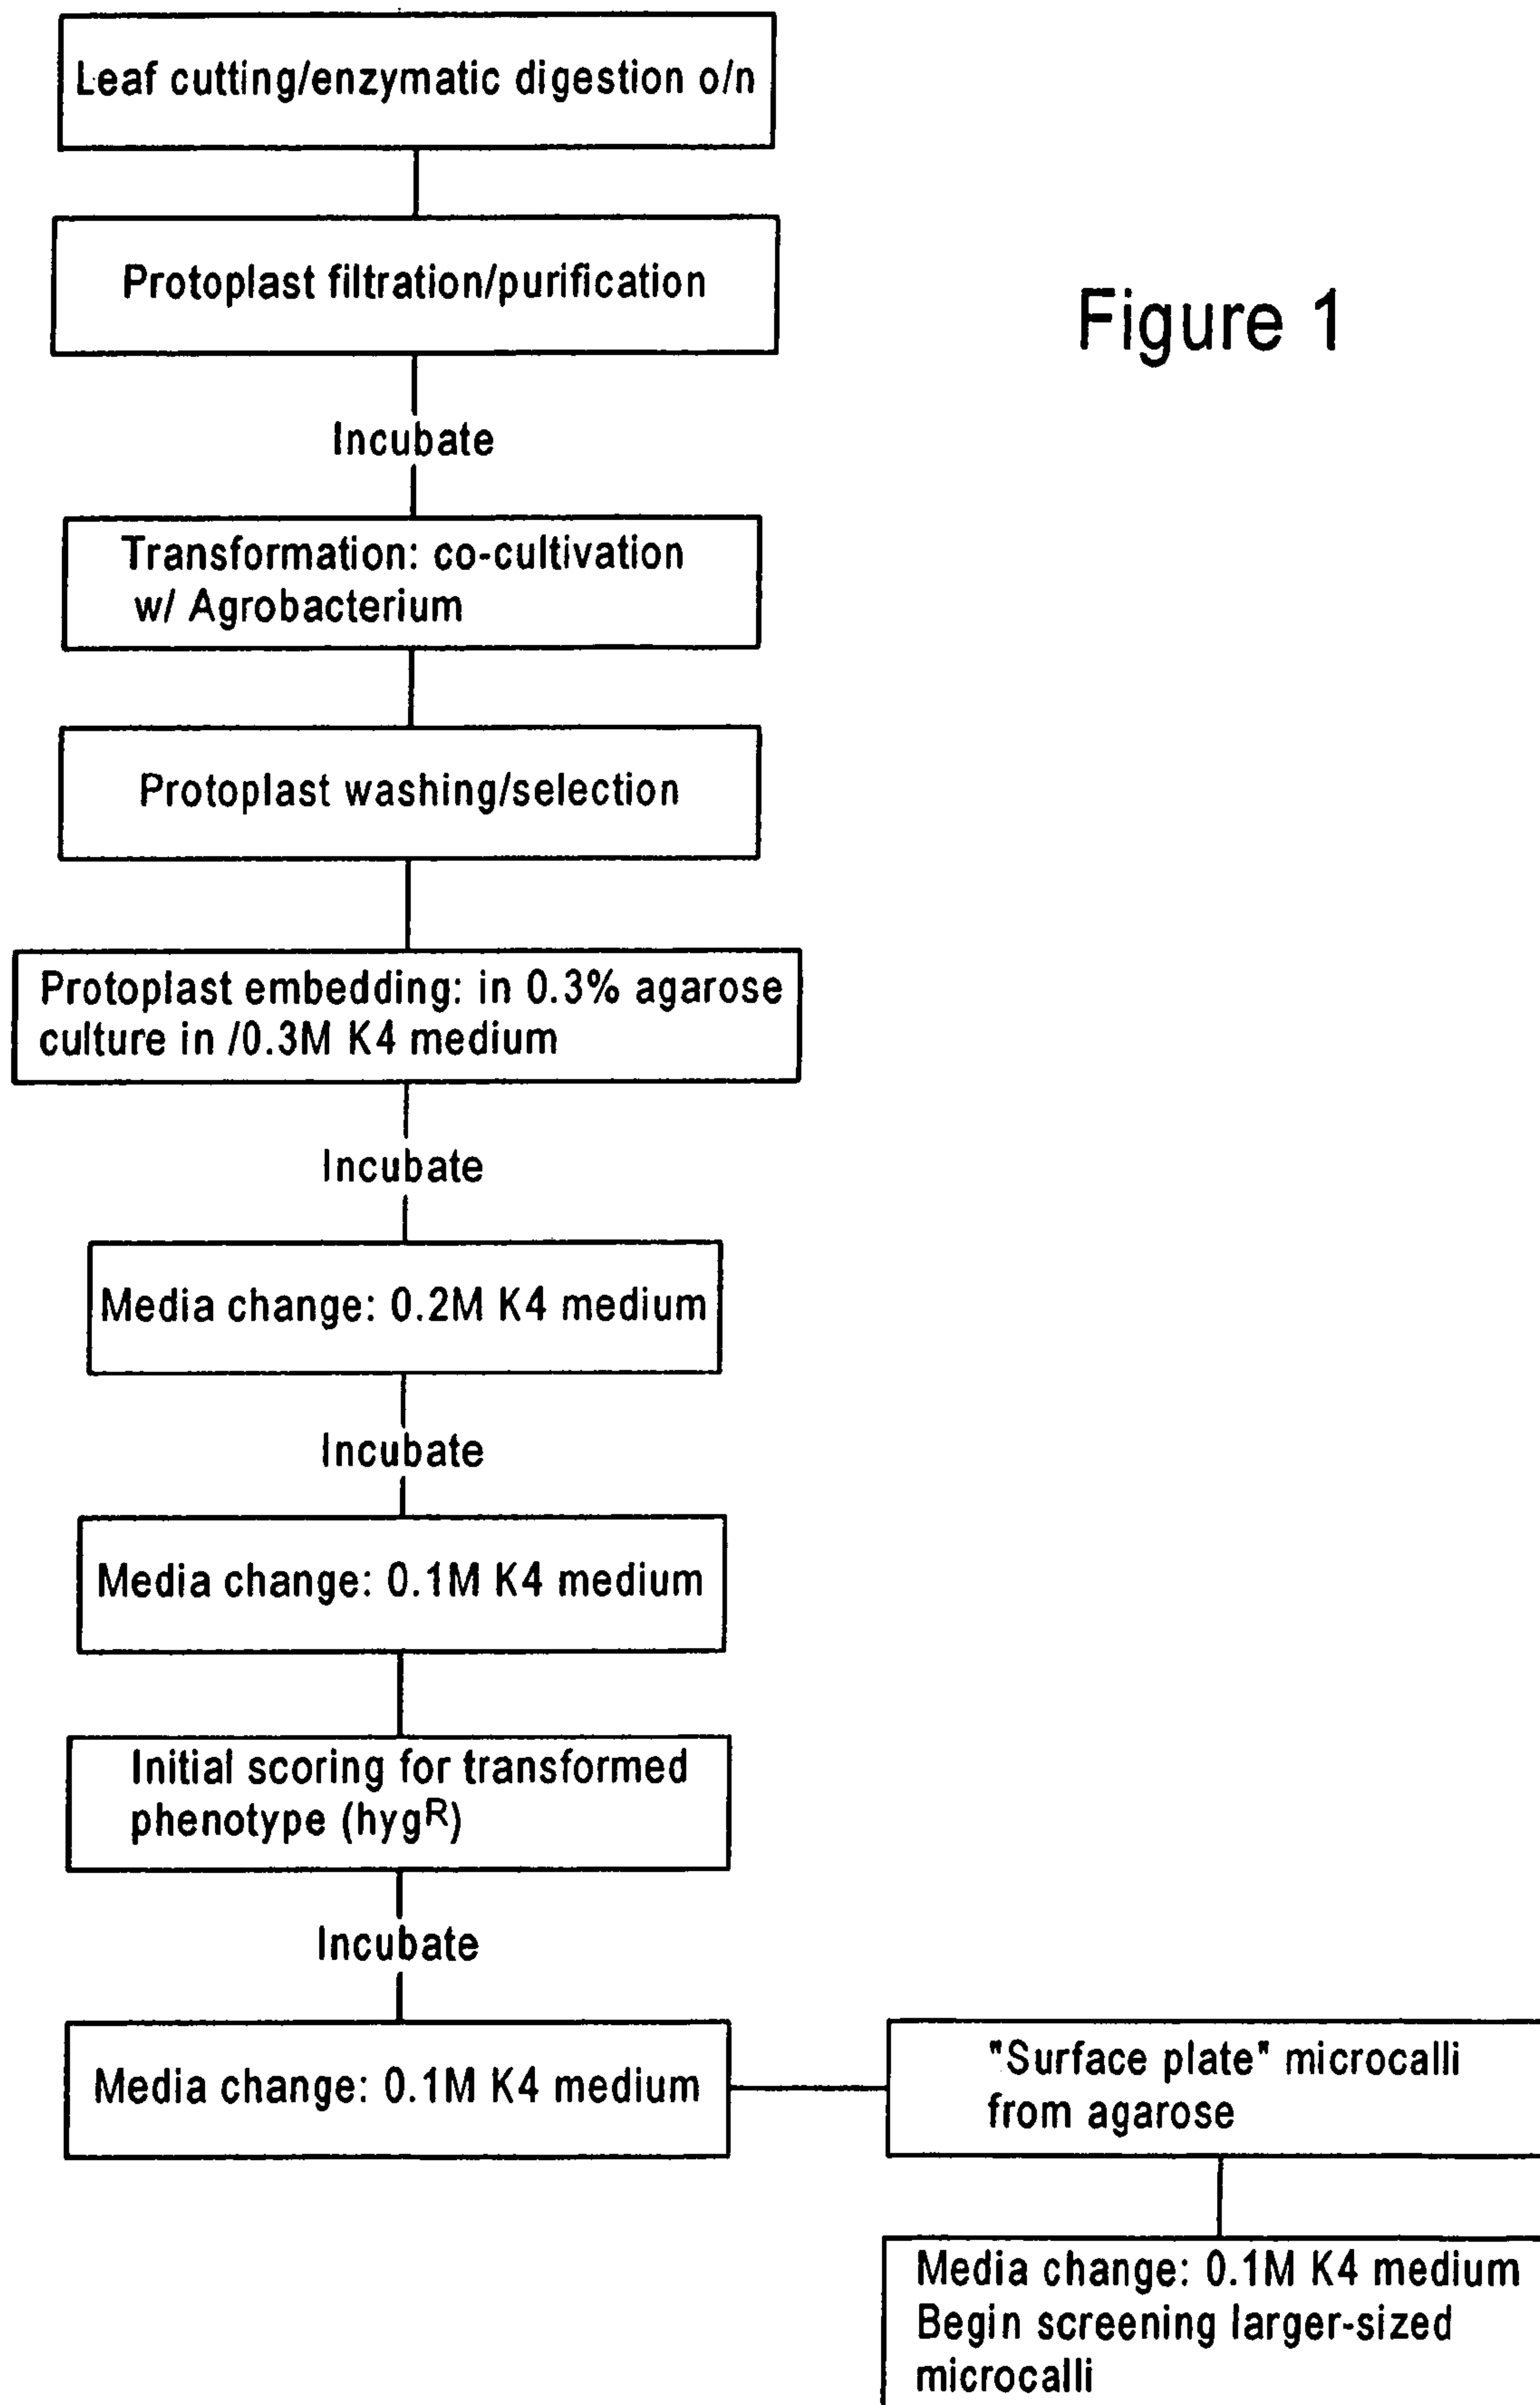 Leaf cutting/enzymatic digestion o/n
Protoplast filtration/purification
Figure 1
Incubate
Transformation: co-cultivation
w/ Agrobacterium
Protoplast washing/selection
Protoplast embedding: in 0.3% agarose
culture in /0.3M K4 medium
Incubate
Media change: 0.2M K4 medium
Incubate
Media change: 0.1M K4 medium
Initial scoring for transformed
phenotype (hygR)
Incubate
Media change: 0.1M K4 medium
"Surface plate" microcalli
from agarose
Media change: 0.1M K4 medium
Begin screening larger-sized
microcalli